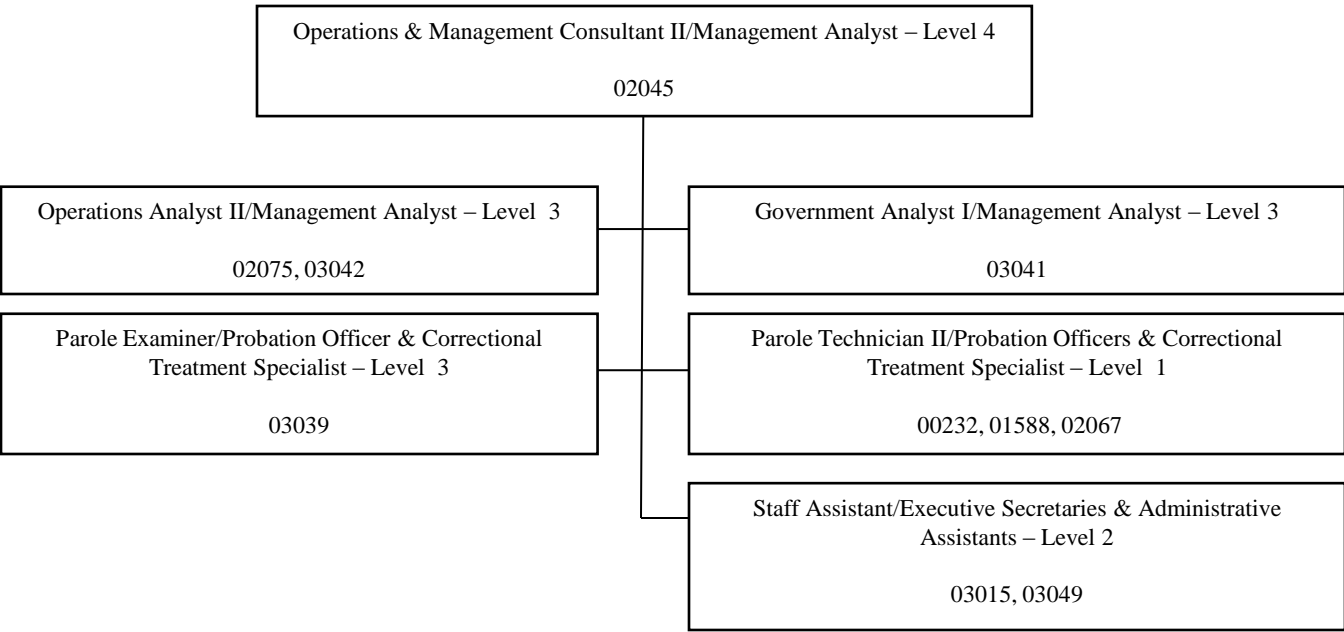 Operations & Management Consultant II/Management Analyst – Level 4
02045
Operations Analyst II/Management Analyst – Level 3
02075, 03042
Government Analyst I/Management Analyst – Level 3
03041
Parole Examiner/Probation Officer & Correctional
Treatment Specialist – Level 3
03039
Parole Technician II/Probation Officers & Correctional
Treatment Specialist – Level 1
00232, 01588, 02067
Staff Assistant/Executive Secretaries & Administrative
Assistants – Level 2
03015, 03049